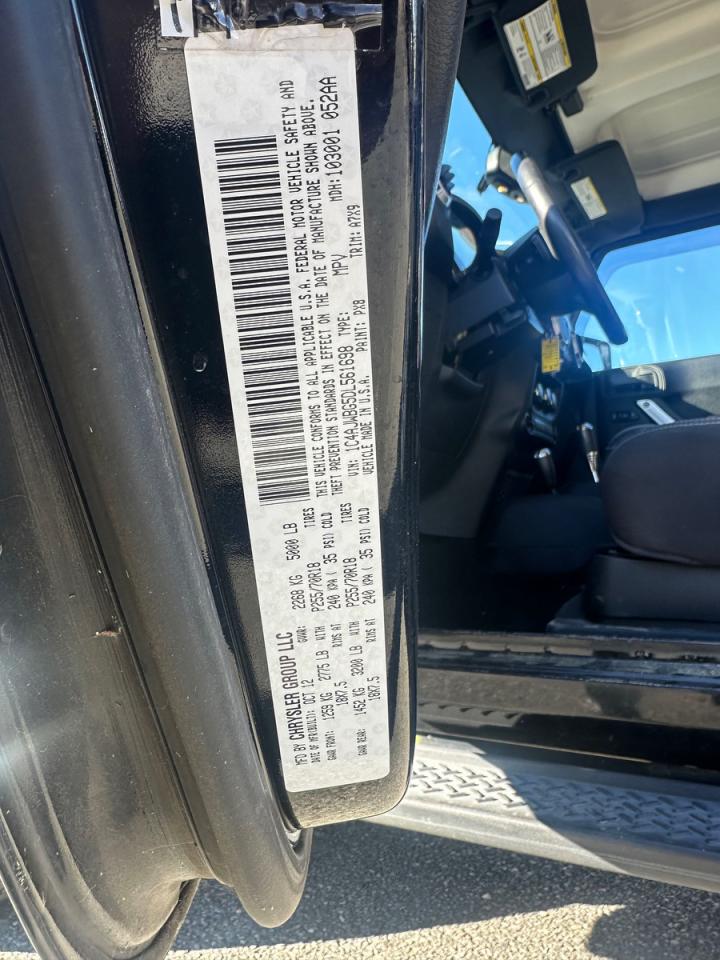 MFD BY CHRYSLER GROUP LLC
DATE OF MFR(BUILT): OCT 12 GVWR: 2268 KG 5000 LB
GAWR FRONT: 1259 KG 2775 LB WITH P255/70R18 TIRES
18X7.5 RIMS AT 240 KPA ( 35 PSI) COLD
GAWR REAR: 1452 KG 3200 LB WITH P255/70R18 TIRES
18X7.5 RIMS AT 240 KPA ( 35 PSI) COLD
THIS VEHICLE CONFORMS TO ALL APPLICABLE U.S.A. FEDERAL MOTOR VEHICLE SAFETY AND
THEFT PREVENTION STANDARDS IN EFFECT ON THE DATE OF MANUFACTURE SHOWN ABOVE.
VIN: 1C4AJWBG5DL561698 TYPE: MPV MDH: 103001 052AA
VEHICLE MADE IN U.S.A. PAINT: PX8 TRIM: A7X9